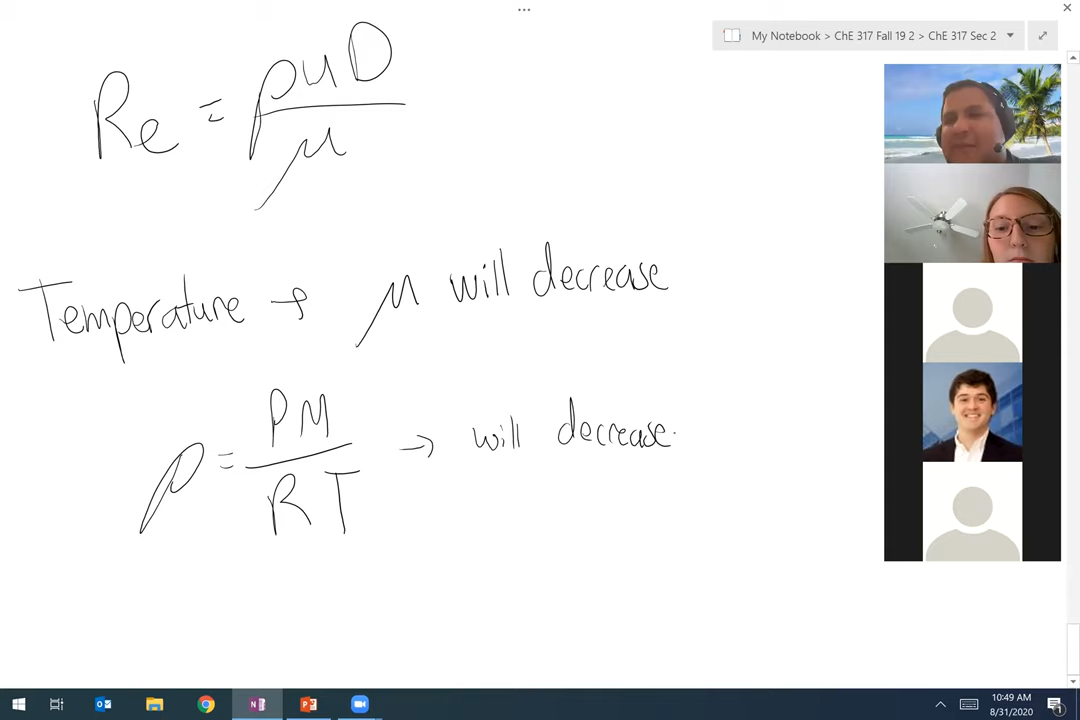 ...
My Notebook > ChE 317 Fall 19 2 > ChE 317 Sec 2
Re = ρuD / μ
Temperature → μ will decrease
ρ = PM / RT → will decrease.
10:49 AM
8/31/2020